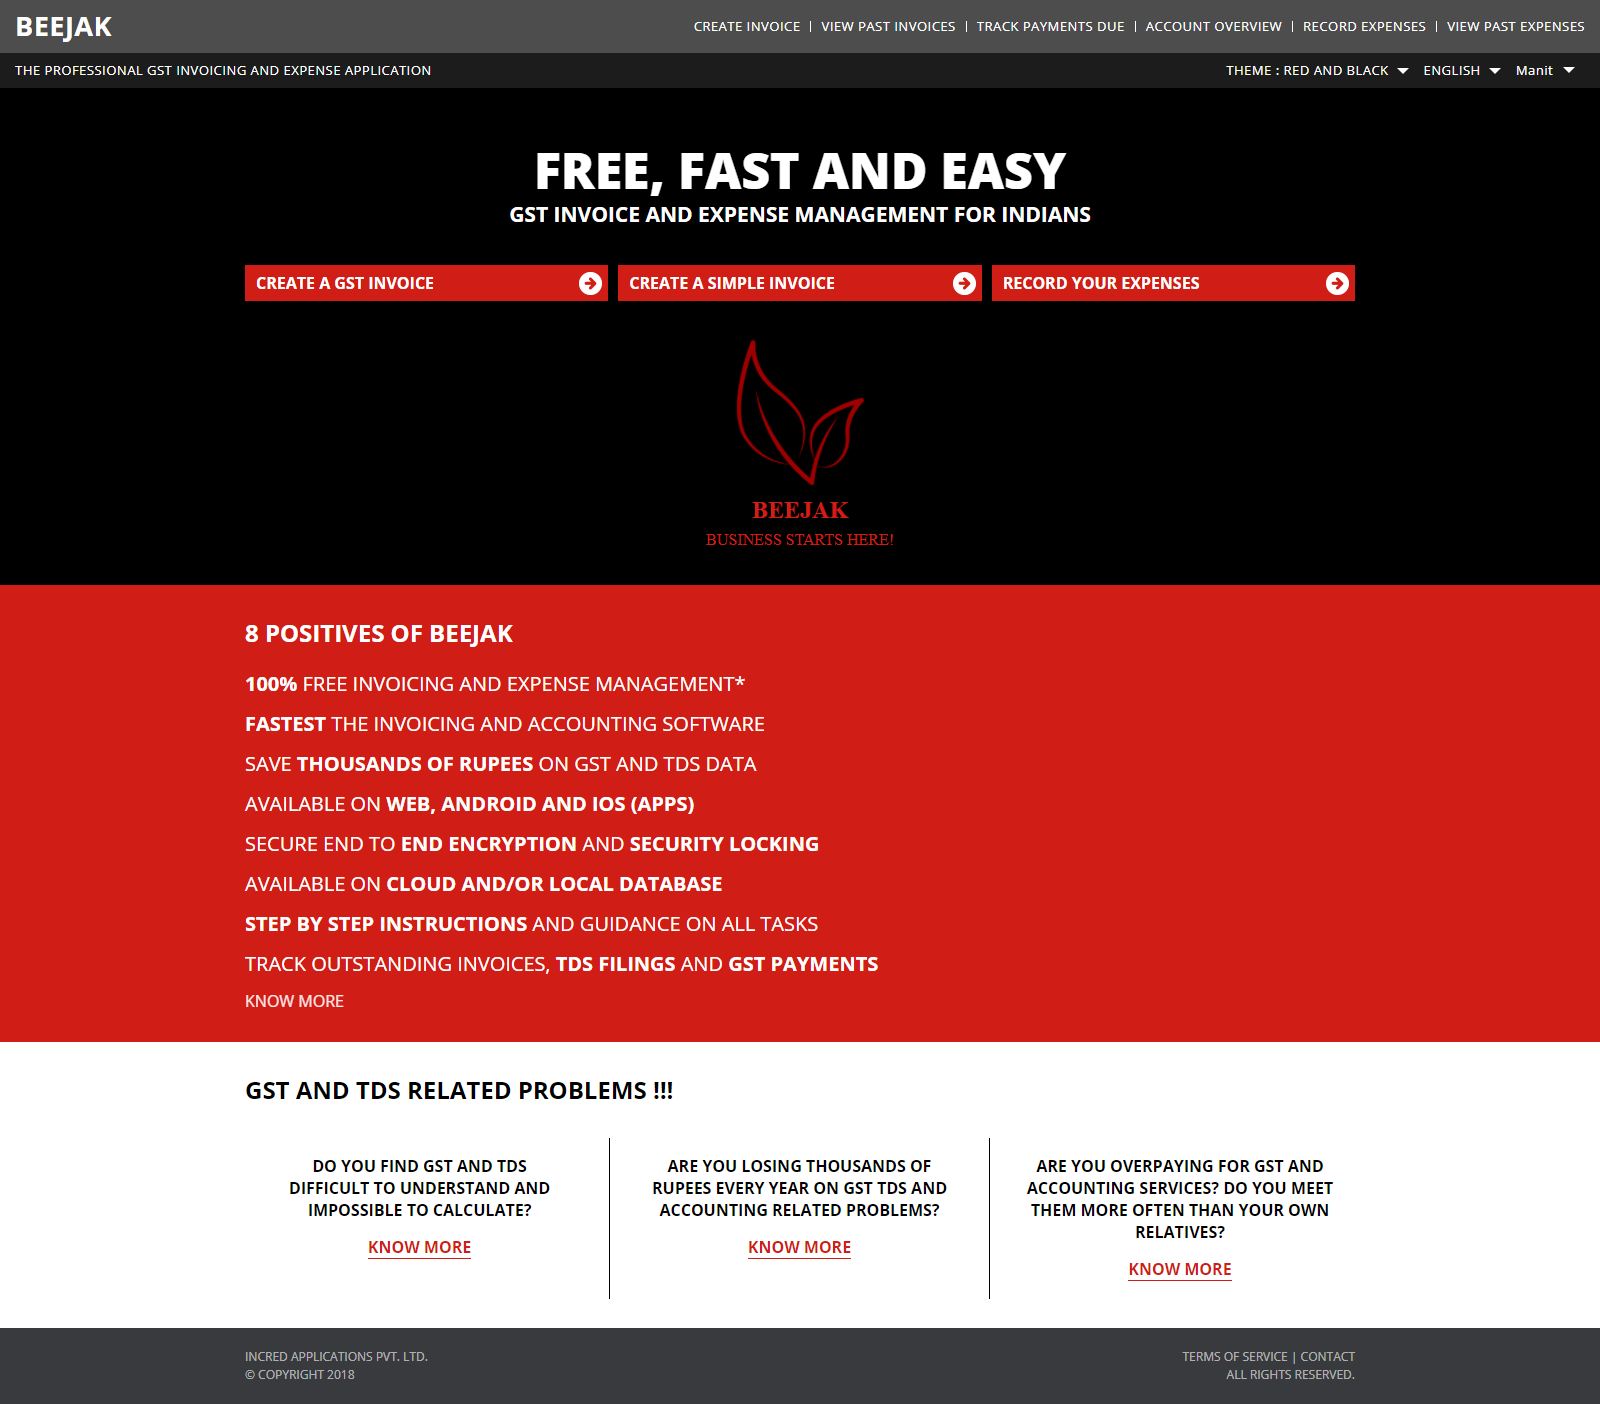 BEEJAK
CREATE INVOICE | VIEW PAST INVOICES | TRACK PAYMENTS DUE | ACCOUNT OVERVIEW | RECORD EXPENSES | VIEW PAST EXPENSES
THE PROFESSIONAL GST INVOICING AND EXPENSE APPLICATION
THEME : RED AND BLACK ENGLISH Manit
FREE, FAST AND EASY
GST INVOICE AND EXPENSE MANAGEMENT FOR INDIANS
CREATE A GST INVOICE
CREATE A SIMPLE INVOICE
RECORD YOUR EXPENSES
BEEJAK
BUSINESS STARTS HERE!
8 POSITIVES OF BEEJAK
100% FREE INVOICING AND EXPENSE MANAGEMENT*
FASTEST THE INVOICING AND ACCOUNTING SOFTWARE
SAVE THOUSANDS OF RUPEES ON GST AND TDS DATA
AVAILABLE ON WEB, ANDROID AND IOS (APPS)
SECURE END TO END ENCRYPTION AND SECURITY LOCKING
AVAILABLE ON CLOUD AND/OR LOCAL DATABASE
STEP BY STEP INSTRUCTIONS AND GUIDANCE ON ALL TASKS
TRACK OUTSTANDING INVOICES, TDS FILINGS AND GST PAYMENTS
KNOW MORE
GST AND TDS RELATED PROBLEMS !!!
DO YOU FIND GST AND TDS
DIFFICULT TO UNDERSTAND AND
IMPOSSIBLE TO CALCULATE?
KNOW MORE
ARE YOU LOSING THOUSANDS OF
RUPEES EVERY YEAR ON GST TDS AND
ACCOUNTING RELATED PROBLEMS?
KNOW MORE
ARE YOU OVERPAYING FOR GST AND
ACCOUNTING SERVICES? DO YOU MEET
THEM MORE OFTEN THAN YOUR OWN
RELATIVES?
KNOW MORE
INCRED APPLICATIONS PVT. LTD.
© COPYRIGHT 2018
TERMS OF SERVICE | CONTACT
ALL RIGHTS RESERVED.